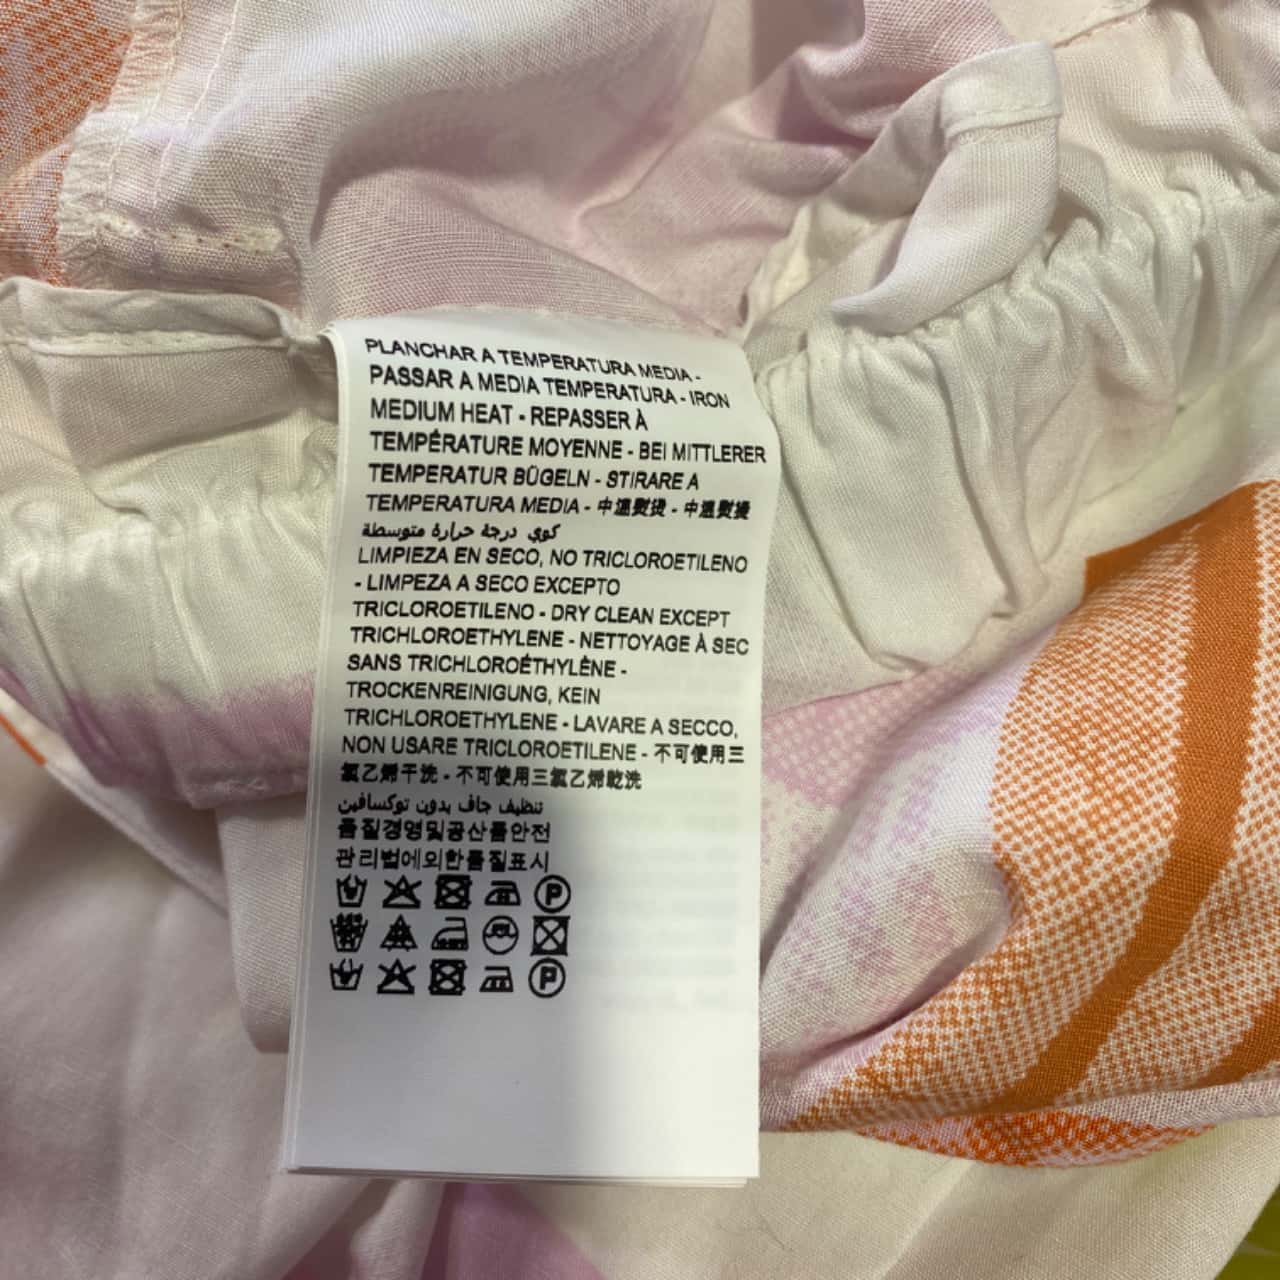 PLANCHAR A TEMPERATURA MEDIA -
PASSAR A MEDIA TEMPERATURA - IRON
MEDIUM HEAT - REPASSER À
TEMPÉRATURE MOYENNE - BEI MITTLERER
TEMPERATUR BÜGELN - STIRARE A
TEMPERATURA MEDIA - 中溫熨燙 - 中溫熨燙
كوي درجة حرارة متوسطة
LIMPIEZA EN SECO, NO TRICLOROETILENO
- LIMPEZA A SECO EXCEPTO
TRICLOROETILENO - DRY CLEAN EXCEPT
TRICHLOROETHYLENE - NETTOYAGE À SEC
SANS TRICHLOROÉTHYLÈNE -
TROCKENREINIGUNG, KEIN
TRICHLOROETHYLENE - LAVARE A SECCO,
NON USARE TRICLOROETILENE - 不可使用三
氯乙烯干洗 - 不可使用三氯乙烯乾洗
تنظيف جاف بدون توكسافين
품질경영및공산품안전
관리법에의한품질표시
P
P